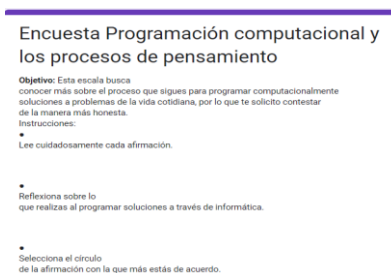 Encuesta Programación computacional y
los procesos de pensamiento
Objetivo: Esta escala busca
conocer más sobre el proceso que sigues para programar computacionalmente
soluciones a problemas de la vida cotidiana, por lo que te solicito contestar
de la manera más honesta.
Instrucciones:
•
Lee cuidadosamente cada afirmación.
•
Reflexiona sobre lo
que realizas al programar soluciones a través de informática.
•
Selecciona el círculo
de la afirmación con la que más estás de acuerdo.